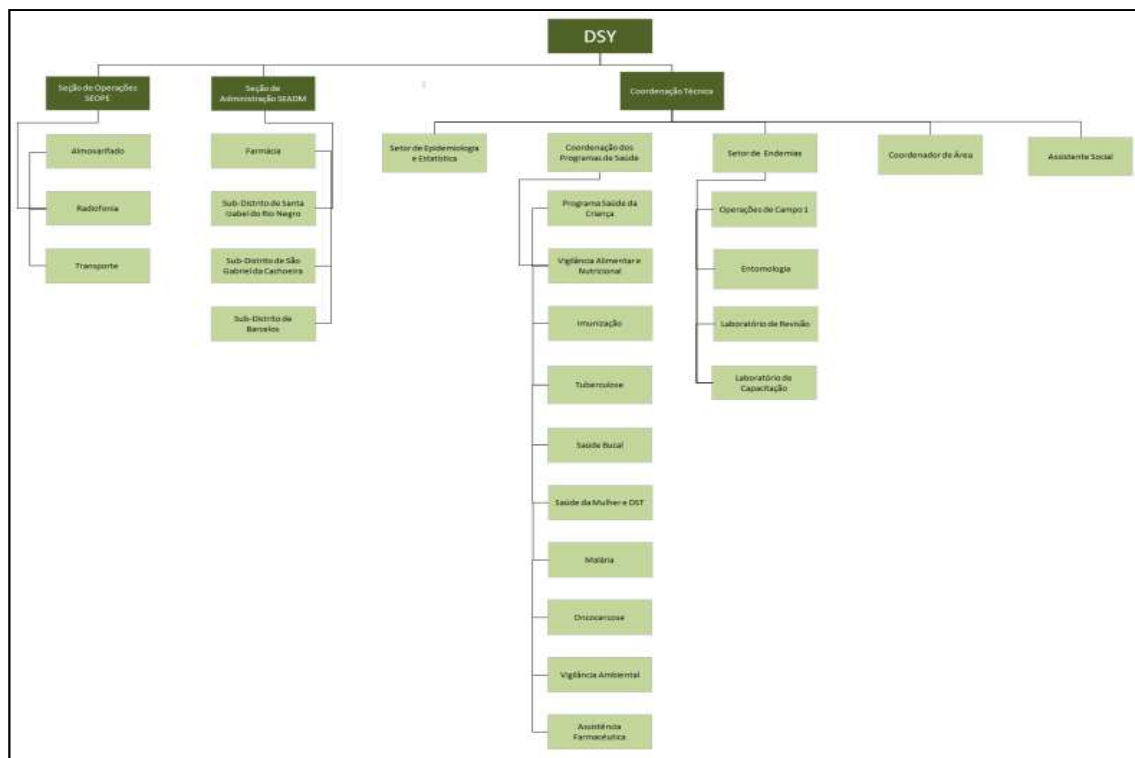 DSY
Seção de Operações
SEOPE
Seção de
Administração SEADM
Coordenação Técnica
Almoxarifado
Radiofonia
Transporte
Farmácia
Sub-Distrito de Santa
Izabel do Rio Negro
Sub-Distrito de São
Gabriel da Cachoeira
Sub-Distrito de
Barcelos
Setor de Epidemiologia
e Estatística
Coordenação dos
Programas de Saúde
Setor de Endemias
Coordenador de Área
Assistente Social
Programa Saúde da
Criança
Vigilância Alimentar e
Nutricional
Imunização
Tuberculose
Saúde Bucal
Saúde da Mulher e DST
Malária
Oncocercose
Vigilância Ambiental
Assistência
Farmacêutica
Operações de Campo 1
Entomologia
Laboratório de Revisão
Laboratório de
Capacitação